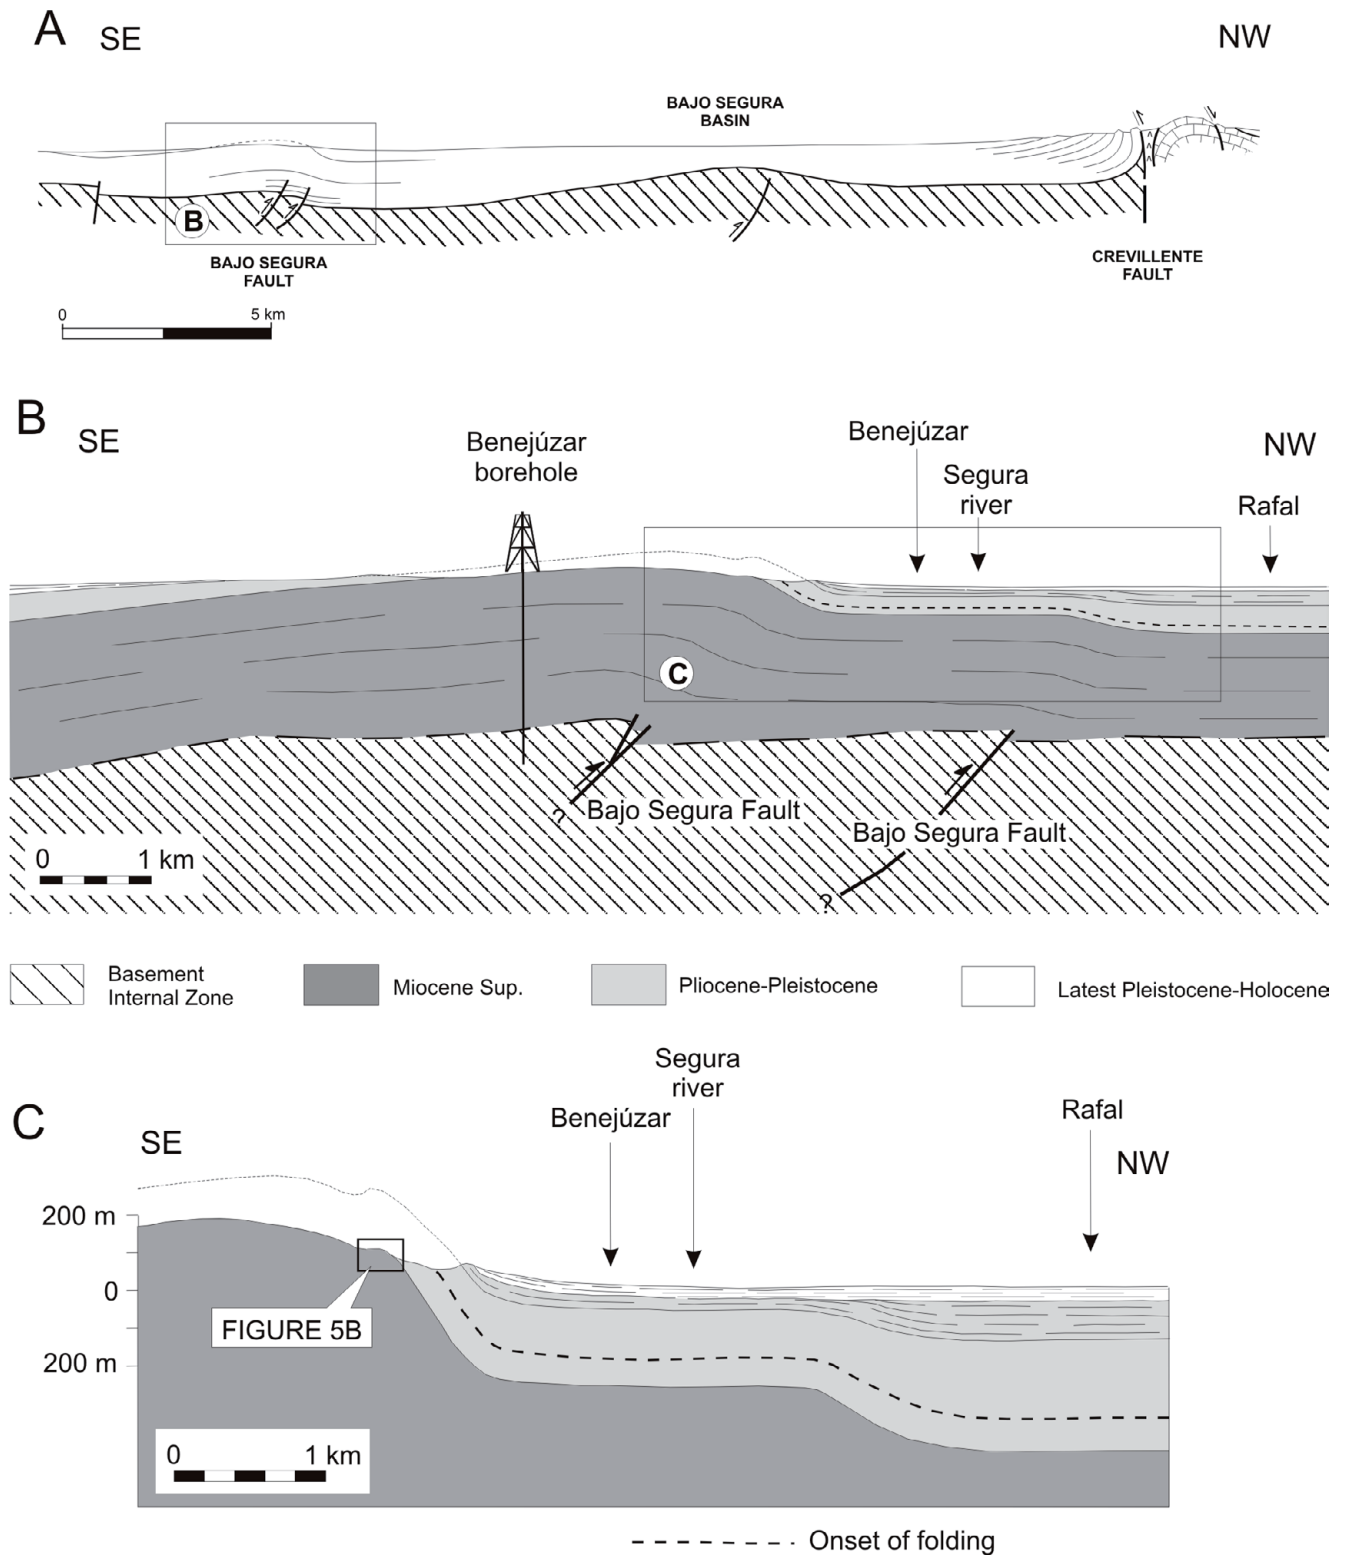 A
SE
NW
BAJO SEGURA
BASIN
B
BAJO SEGURA
FAULT
CREVILLENTE
FAULT
0
5 km
B
SE
Benejúzar
borehole
Benejúzar
Segura
river
NW
Rafal
C
?
Bajo Segura Fault
Bajo Segura Fault
?
0
1 km
Basement
Internal Zone
Miocene Sup.
Pliocene-Pleistocene
Latest Pleistocene-Holocene
C
SE
Segura
river
Benejúzar
Rafal
NW
200 m
0
200 m
FIGURE 5B
0
1 km
Onset of folding